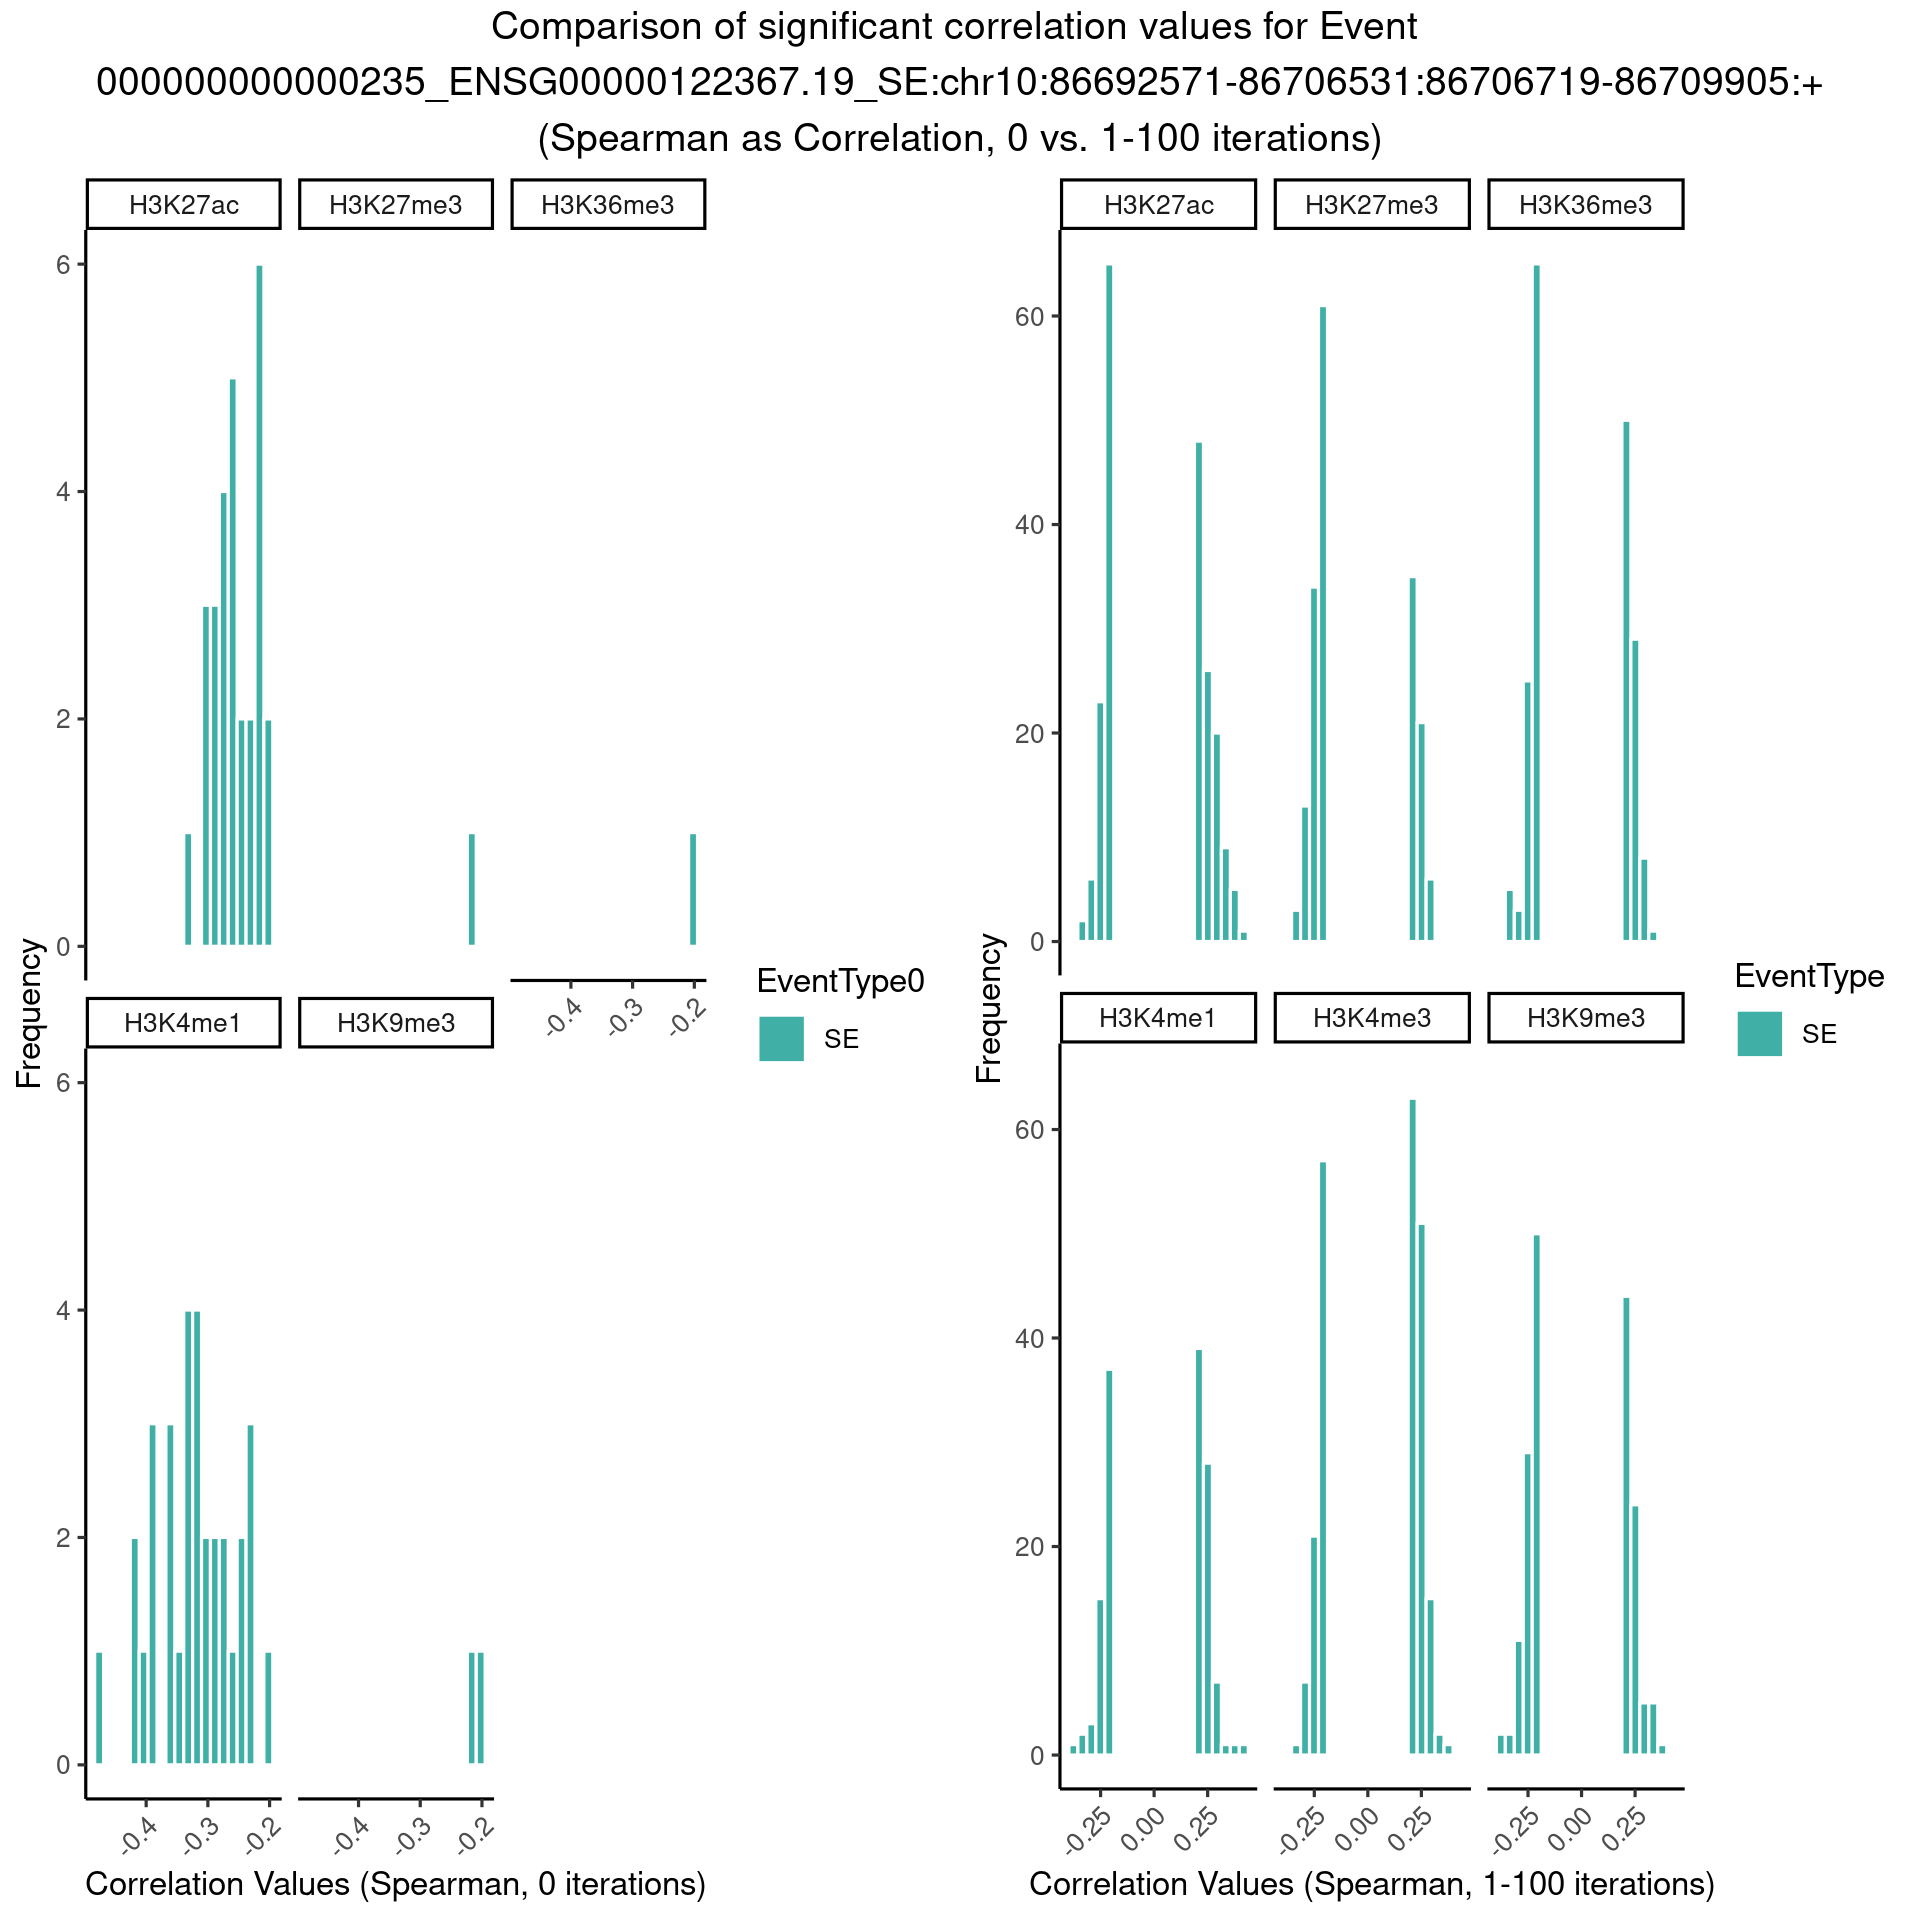 Comparison of significant correlation values for Event
000000000000235_ENSG00000122367.19_SE:chr10:86692571-86706531:86706719-86709905:+
(Spearman as Correlation, 0 vs. 1-100 iterations)
H3K27ac
H3K27me3
H3K36me3
6
4
2
0
-0.4
-0.3
-0.2
H3K4me1
H3K9me3
6
4
2
0
-0.4
-0.3
-0.2
-0.4
-0.3
-0.2
Frequency
Correlation Values (Spearman, 0 iterations)
EventType0
SE
H3K27ac
H3K27me3
H3K36me3
60
40
20
0
H3K4me1
H3K4me3
H3K9me3
60
40
20
0
-0.25
0.00
0.25
-0.25
0.00
0.25
-0.25
0.00
0.25
Frequency
Correlation Values (Spearman, 1-100 iterations)
EventType
SE